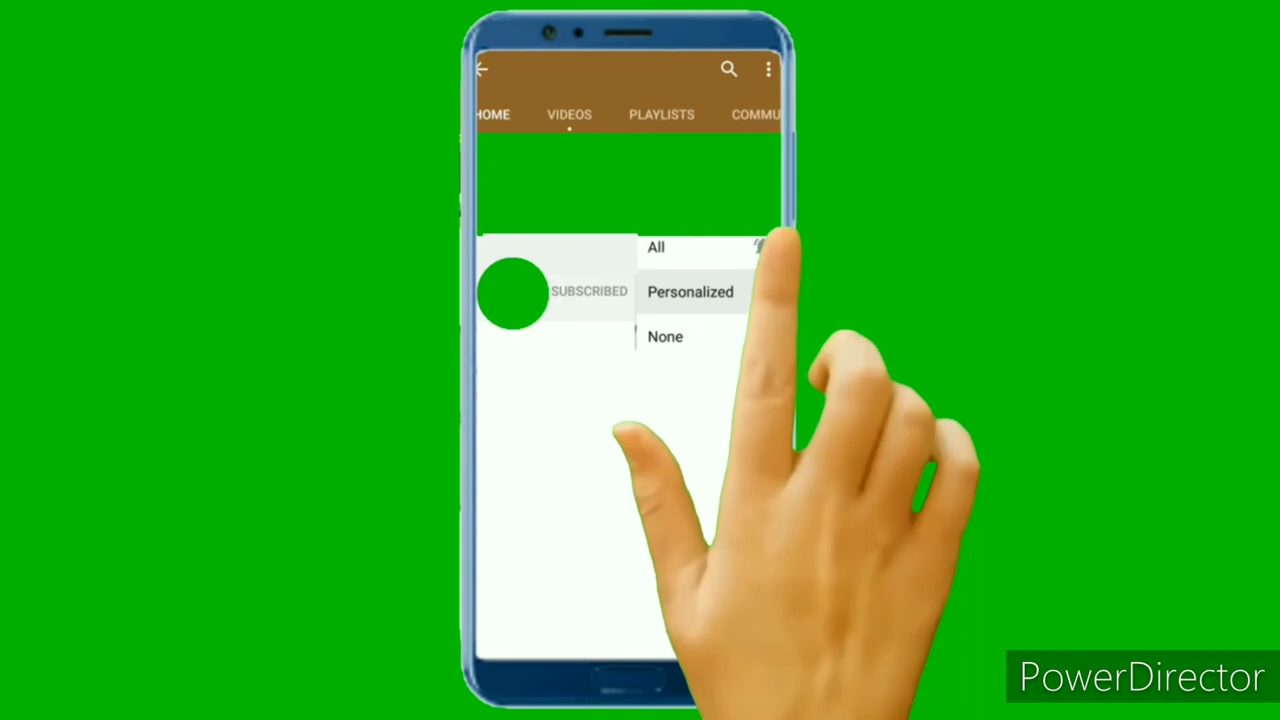 HOME VIDEOS PLAYLISTS COMMU
All
SUBSCRIBED Personalized
None
PowerDirector